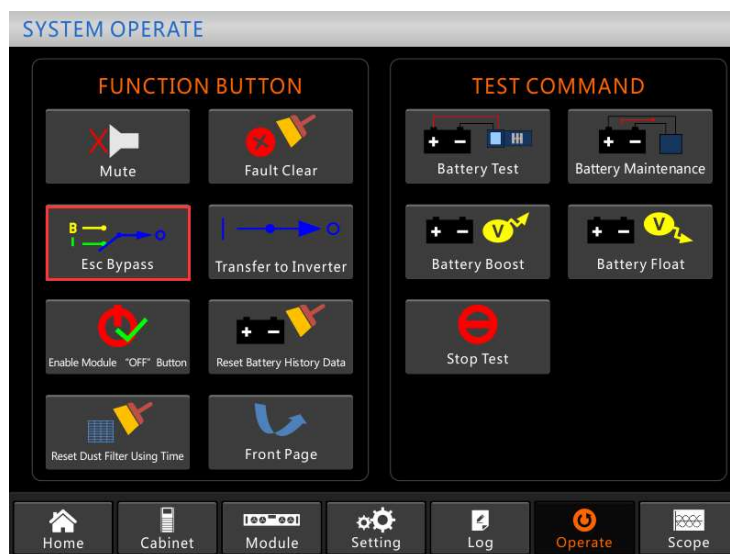 SYSTEM OPERATE
FUNCTION BUTTON
Mute
Fault Clear
B
I
O
Esc Bypass
I
O
Transfer to Inverter
Enable Module “OFF” Button
+ -
Reset Battery History Data
Reset Dust Filter Using Time
Front Page
TEST COMMAND
+ -
Battery Test
+ -
Battery Maintenance
+ - V
Battery Boost
+ - V
Battery Float
Stop Test
Home
Cabinet
Module
Setting
Log
Operate
Scope